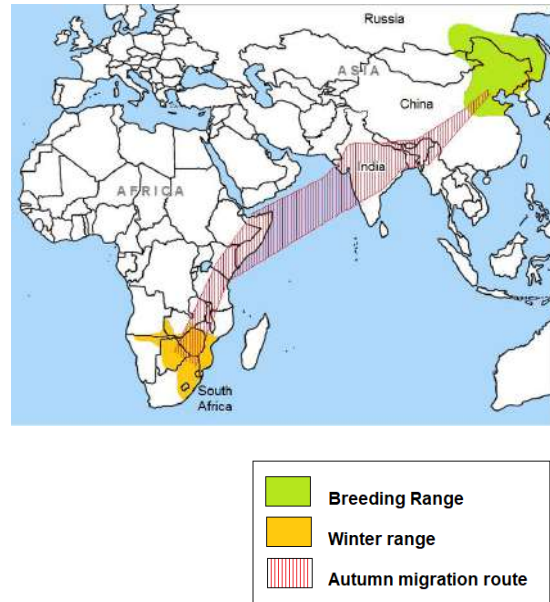 Russia
ASIA
China
India
AFRICA
South
Africa
Breeding Range
Winter range
Autumn migration route